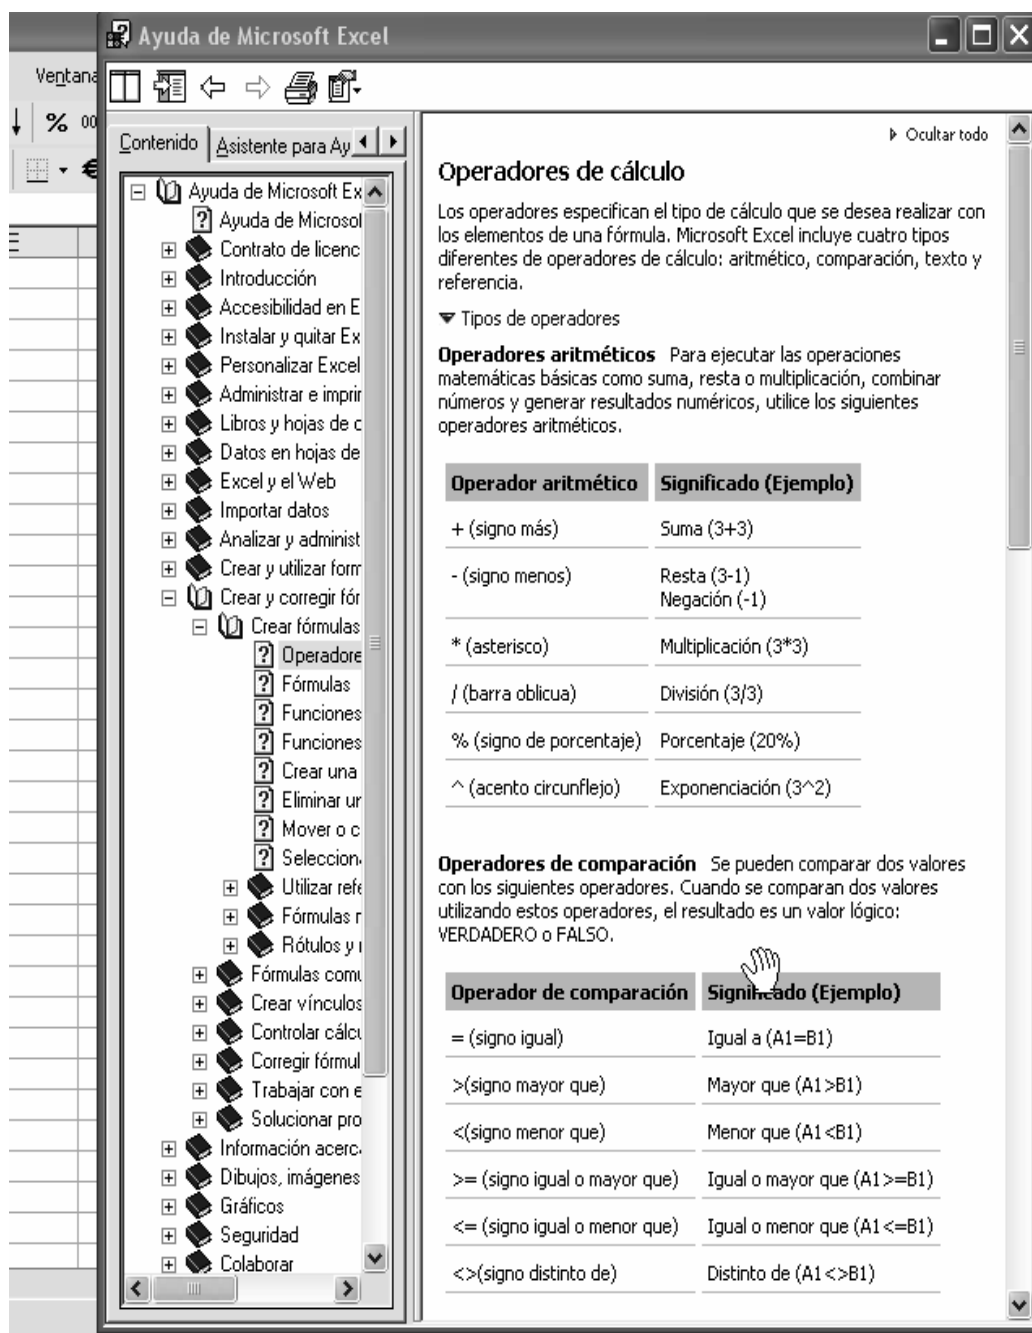 Ayuda de Microsoft Excel
Ventana
% 00
€
E
Contenido
Asistente para Ay
Ayuda de Microsoft Ex
Ayuda de Microsof
Contrato de licenc
Introducción
Accesibilidad en E
Instalar y quitar Ex
Personalizar Excel
Administrar e imprir
Libros y hojas de c
Datos en hojas de
Excel y el Web
Importar datos
Analizar y administ
Crear y utilizar form
Crear y corregir fór
Crear fórmulas
Operadore
Fórmulas
Funciones
Funciones
Crear una
Eliminar ur
Mover o c
Seleccion
Utilizar refe
Fórmulas r
Rótulos y r
Fórmulas comu
Crear vínculos
Controlar cálcu
Corregir fórmul
Trabajar con e
Solucionar pro
Información acerc
Dibujos, imágenes
Gráficos
Seguridad
Colaborar
Ocultar todo
Operadores de cálculo
Los operadores especifican el tipo de cálculo que se desea realizar con
los elementos de una fórmula. Microsoft Excel incluye cuatro tipos
diferentes de operadores de cálculo: aritmético, comparación, texto y
referencia.
Tipos de operadores
Operadores aritméticos Para ejecutar las operaciones
matemáticas básicas como suma, resta o multiplicación, combinar
números y generar resultados numéricos, utilice los siguientes
operadores aritméticos.
Operador aritmético Significado (Ejemplo)
+ (signo más) Suma (3+3)
- (signo menos) Resta (3-1)
Negación (-1)
* (asterisco) Multiplicación (3*3)
/ (barra oblicua) División (3/3)
% (signo de porcentaje) Porcentaje (20%)
^ (acento circunflejo) Exponenciación (3^2)
Operadores de comparación Se pueden comparar dos valores
con los siguientes operadores. Cuando se comparan dos valores
utilizando estos operadores, el resultado es un valor lógico:
VERDADERO o FALSO.
Operador de comparación Significado (Ejemplo)
= (signo igual) Igual a (A1=B1)
>(signo mayor que) Mayor que (A1>B1)
<(signo menor que) Menor que (A1<B1)
>= (signo igual o mayor que) Igual o mayor que (A1>=B1)
<= (signo igual o menor que) Igual o menor que (A1<=B1)
<>(signo distinto de) Distinto de (A1<>B1)